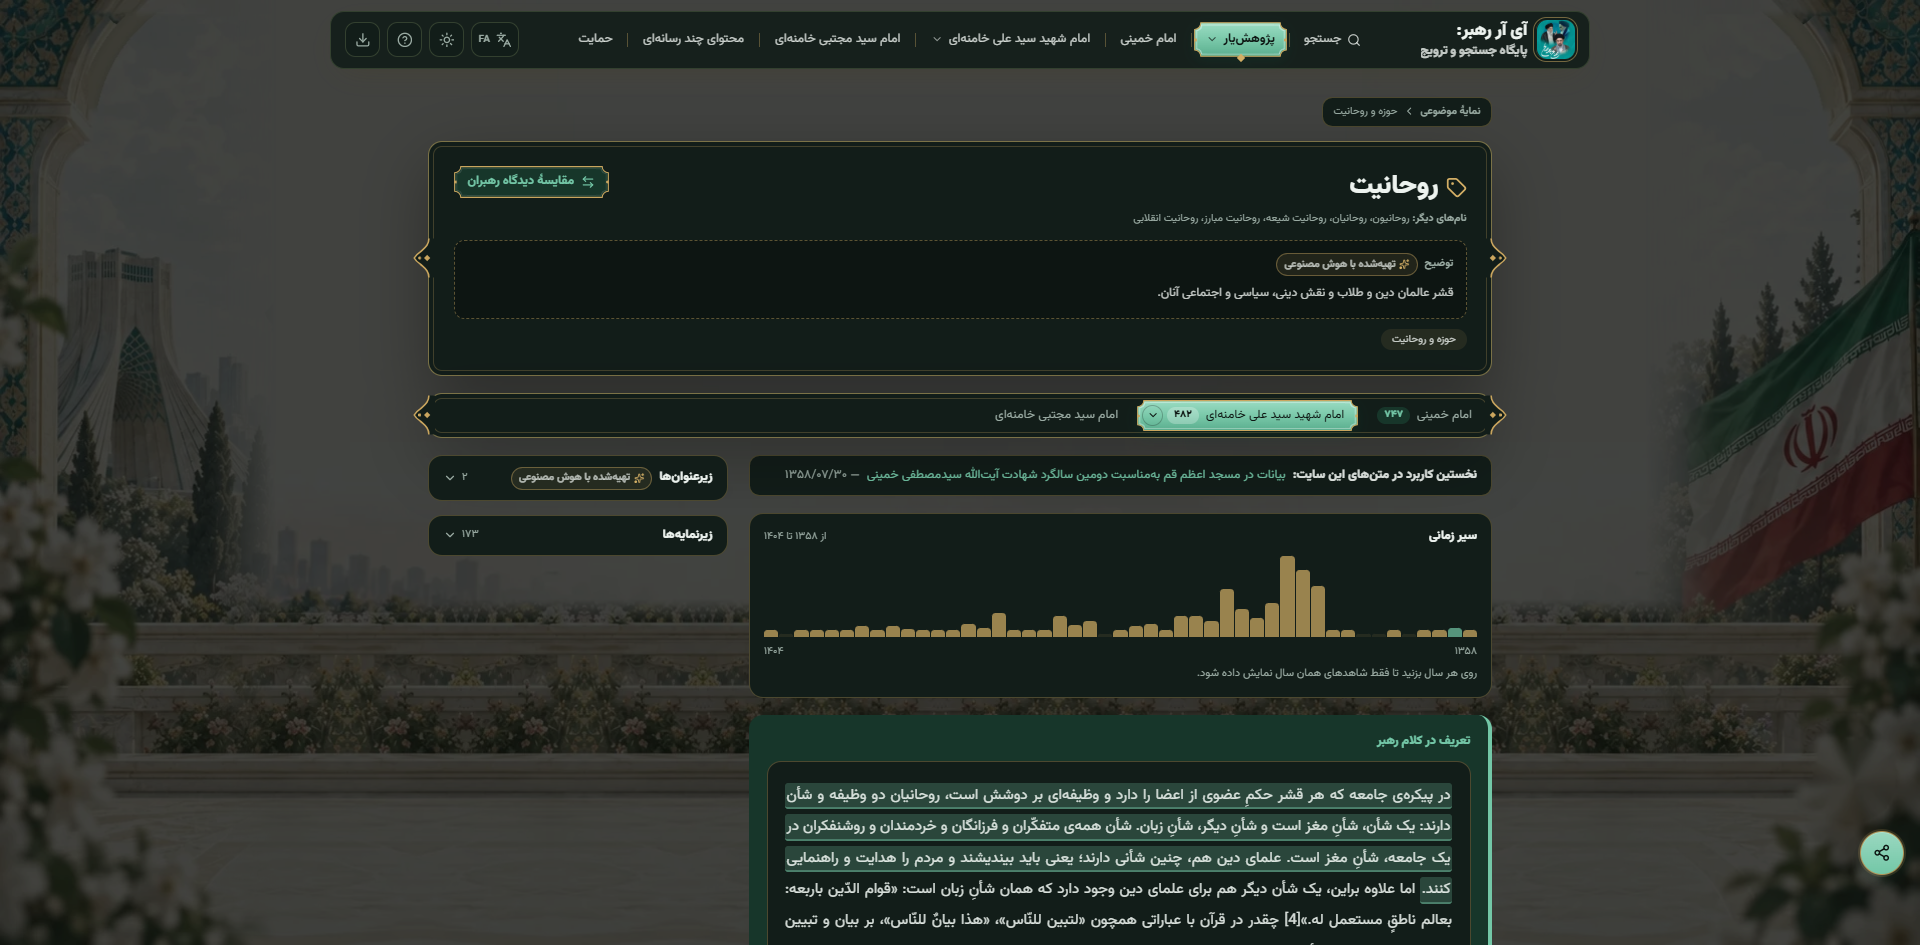 آی آر رهبر:
پایگاه جستجو و ترویج
جستجو
پژوهش‌یار
امام خمینی
امام شهید سید علی خامنه‌ای
امام سید مجتبی خامنه‌ای
محتوای چند رسانه‌ای
حمایت
FA
نمایهٔ موضوعی
حوزه و روحانیت
روحانیت
مقایسهٔ دیدگاه رهبران
نام‌های دیگر: روحانیون، روحانیان، روحانیت شیعه، روحانیت مبارز، روحانیت انقلابی
توضیح تهیه‌شده با هوش مصنوعی
قشر عالمان دین و طلاب و نقش دینی، سیاسی و اجتماعی آنان.
حوزه و روحانیت
امام خمینی ۷۴۷
امام شهید سید علی خامنه‌ای ۴۸۲
امام سید مجتبی خامنه‌ای
نخستین کاربرد در متن‌های این سایت: بیانات در مسجد اعظم قم به‌مناسبت دومین سالگرد شهادت آیت‌الله سیدمصطفی خمینی — ۱۳۵۸/۰۷/۳۰
زیرعنوان‌ها تهیه‌شده با هوش مصنوعی ۲
زیرنمایه‌ها ۱۷۳
سیر زمانی
از ۱۳۵۸ تا ۱۴۰۴
۱۳۵۸
۱۴۰۴
روی هر سال بزنید تا فقط شاهدهای همان سال نمایش داده شود.
تعریف در کلام رهبر
در پیکره‌ی جامعه که هر قشر حکمِ عضوی از اعضا را دارد و وظیفه‌ای بر دوشش است، روحانیان دو وظیفه و شأن
دارند: یک شأن، شأنِ مغز است و شأنِ دیگر، شأنِ زبان. شأن همه‌ی متفکّران و فرزانگان و خردمندان و روشنفکران در
یک جامعه، شأنِ مغز است. علمای دین هم، چنین شأنی دارند؛ یعنی باید بیندیشند و مردم را هدایت و راهنمایی
کنند. اما علاوه براین، یک شأن دیگر هم برای علمای دین وجود دارد که همان شأنِ زبان است: «قوام الدّین باربعه:
بعالم ناطقٍ مستعمل له.»[4] چقدر در قرآن با عباراتی همچون «لتبین للنّاس»، «هذا بیانٌ للنّاس»، بر بیان و تبیین